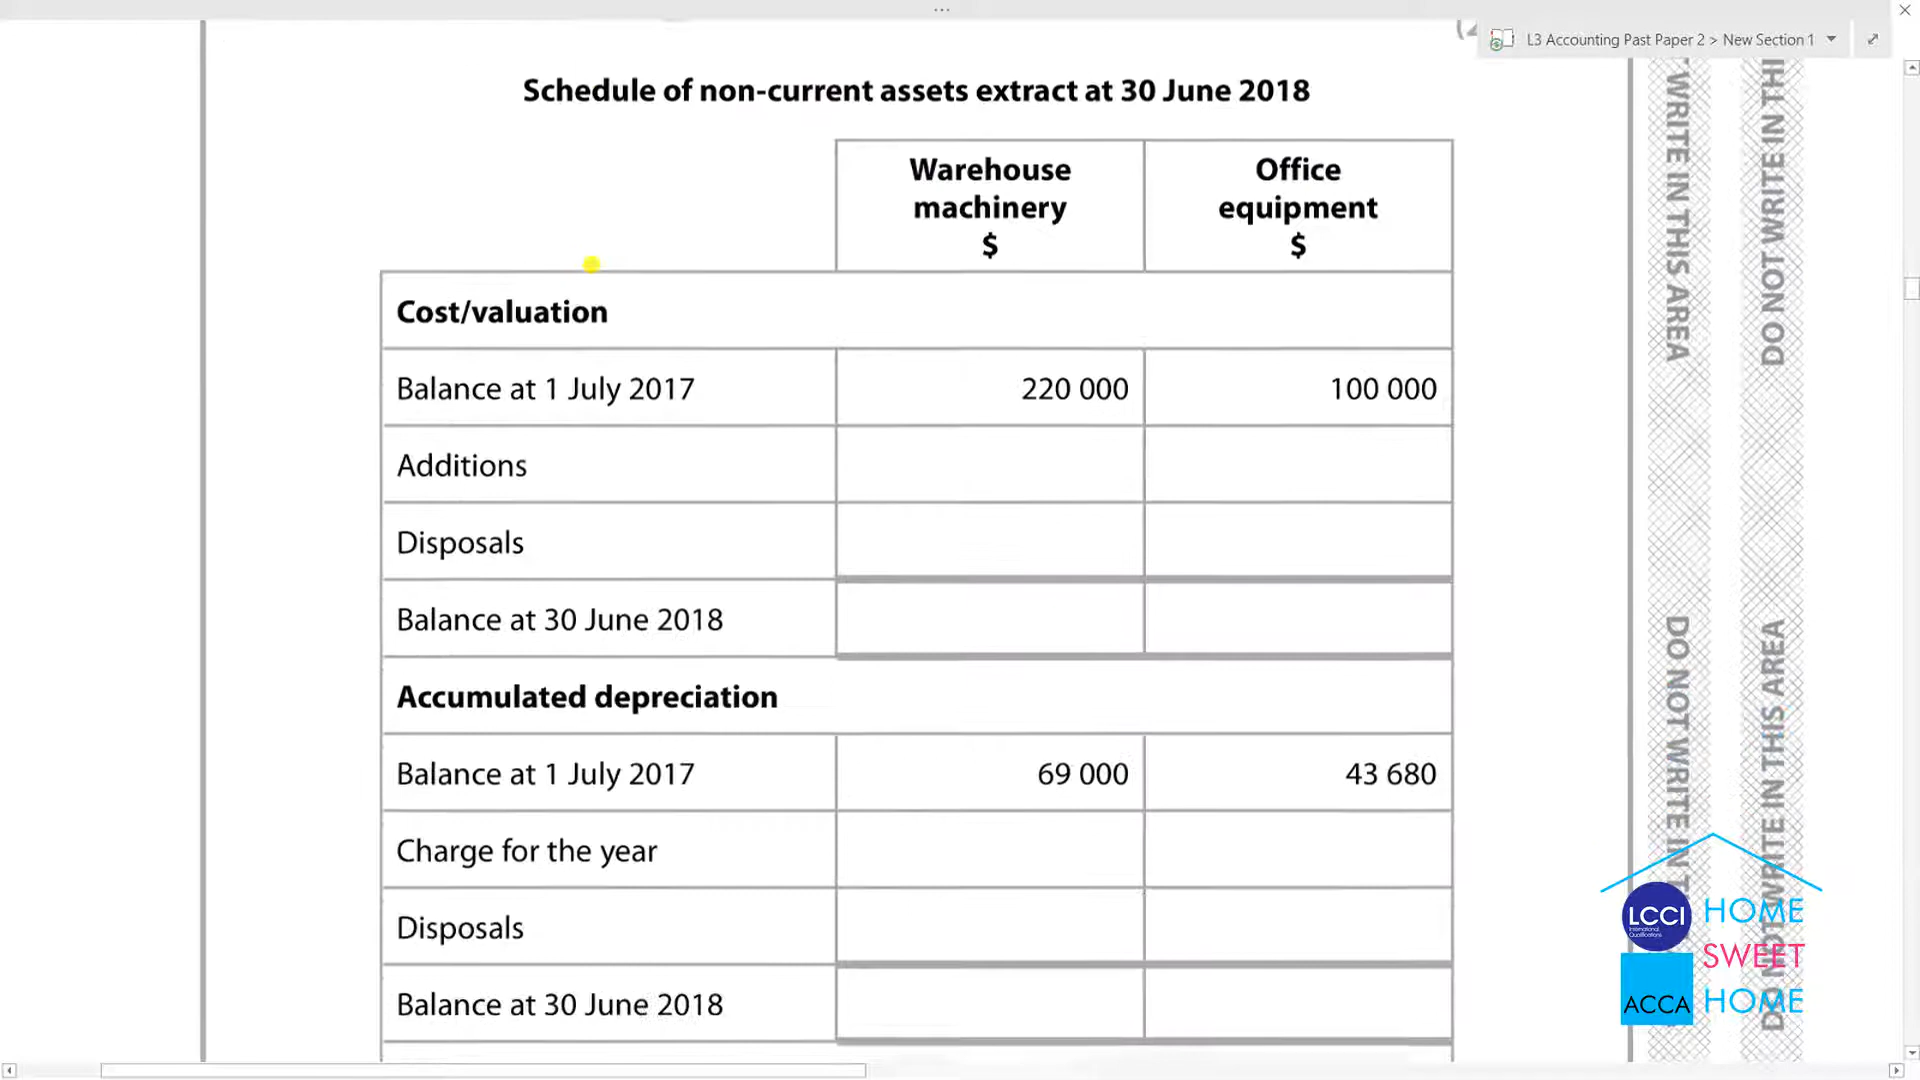 L3 Accounting Past Paper 2 > New Section 1
Schedule of non-current assets extract at 30 June 2018
Warehouse machinery $
Office equipment $
Cost/valuation
Balance at 1 July 2017 220 000 100 000
Additions
Disposals
Balance at 30 June 2018
Accumulated depreciation
Balance at 1 July 2017 69 000 43 680
Charge for the year
Disposals
Balance at 30 June 2018
WRITE IN THIS AREA
DO NOT WRITE IN THI
DO NOT WRITE IN T
DO NOT WRITE IN THIS AREA
LCCI
International
Qualifications
ACCA
HOME
SWEET
HOME